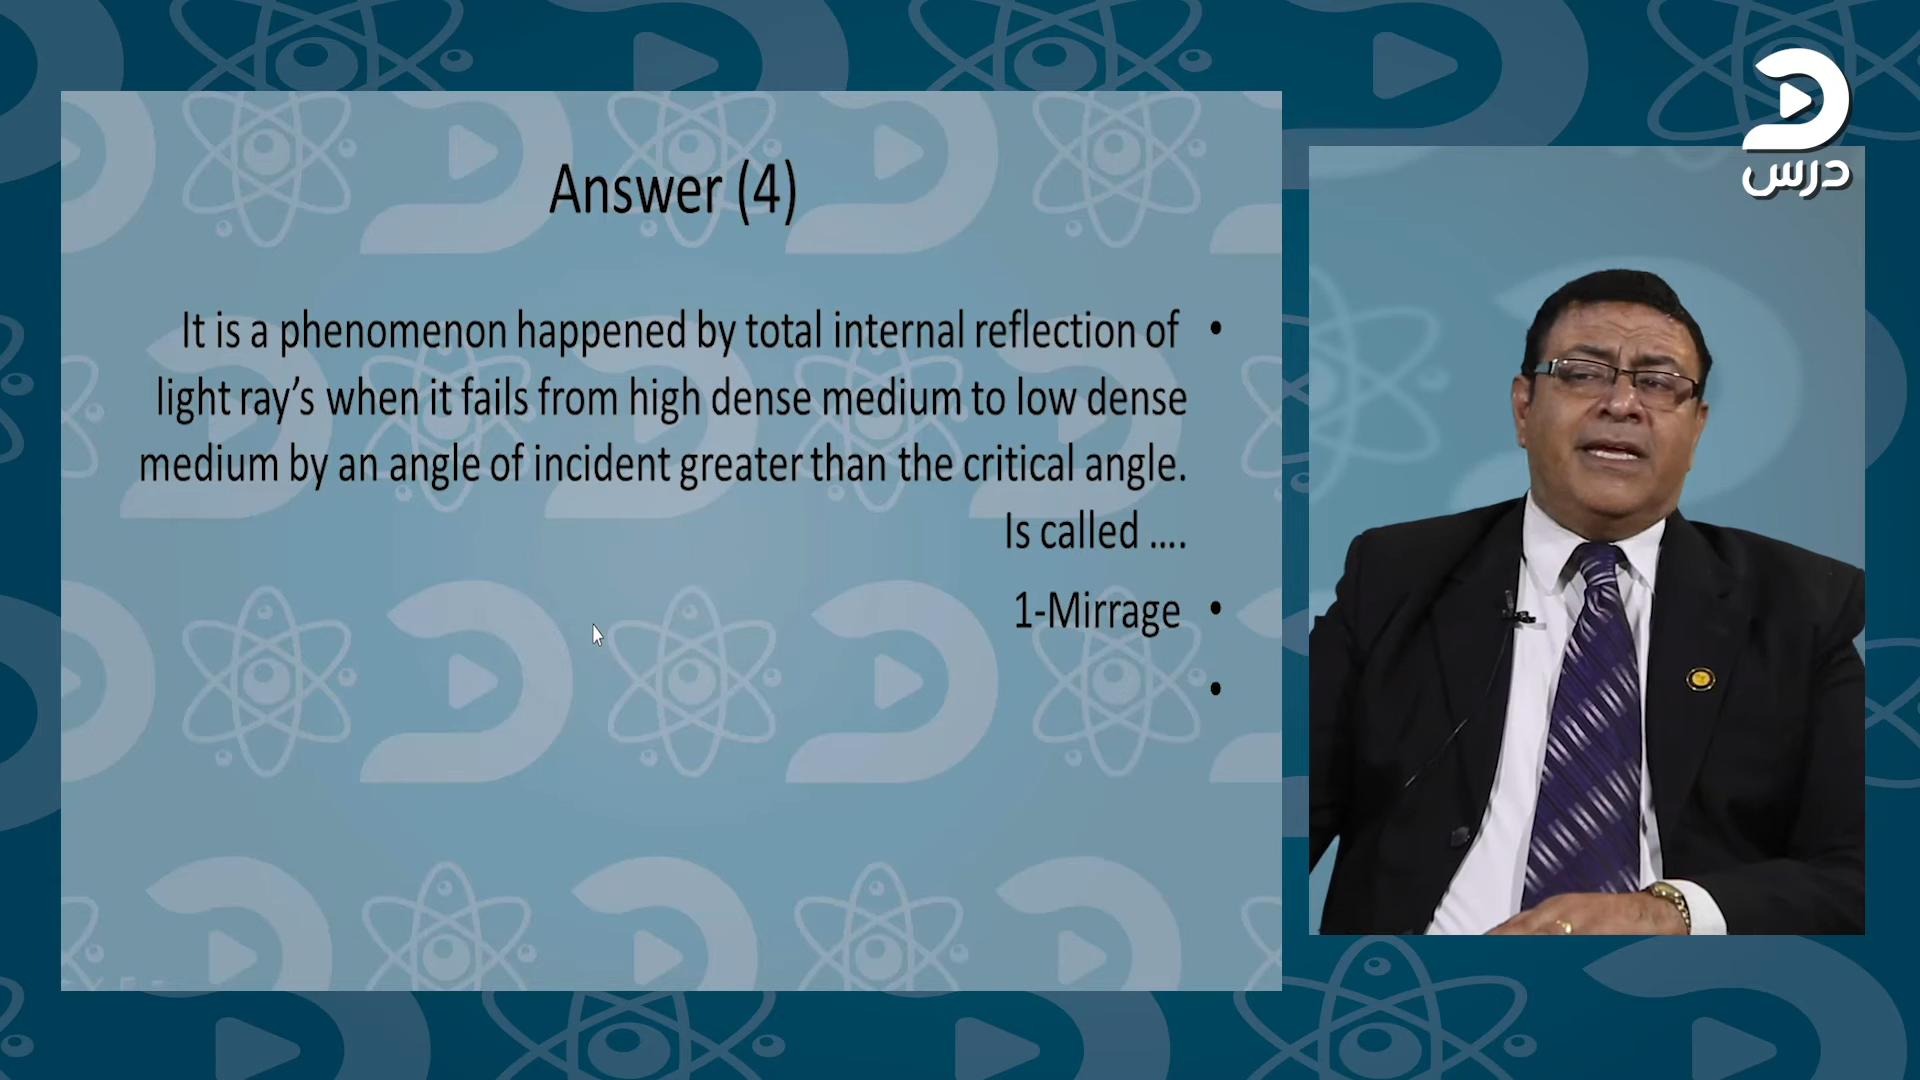 درس
Answer (4)
It is a phenomenon happened by total internal reflection of •
light ray’s when it fails from high dense medium to low dense
medium by an angle of incident greater than the critical angle.
Is called ....
1-Mirrage •
•